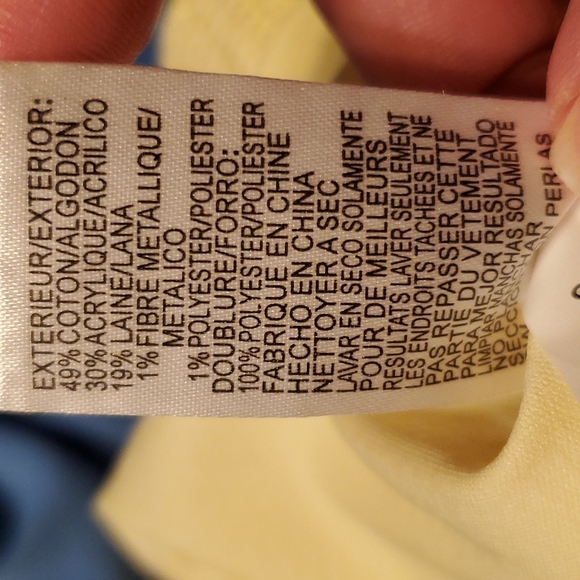 EXTERIEUR/EXTERIOR:
49% COTON/ALGODON
30% ACRYLIQUE/ACRILICO
19% LAINE/LANA
1% FIBRE METALLIQUE/
METALICO
1% POLYESTER/POLIESTER
DOUBLURE/FORRO:
100% POLYESTER/POLIESTER
FABRIQUE EN CHINE
HECHO EN CHINA
NETTOYER A SEC
LAVAR EN SECO SOLAMENTE
POUR DE MEILLEURS
RESULTATS LAVER SEULEMENT
LES ENDROITS TACHEES ET NE
PAS REPASSER CETTE
PARTIE DU VETEMENT
PARA MEJOR RESULTADO
LIMPIAR MANCHAS SOLAMENTE
NO PLANCHAR
PERLAS